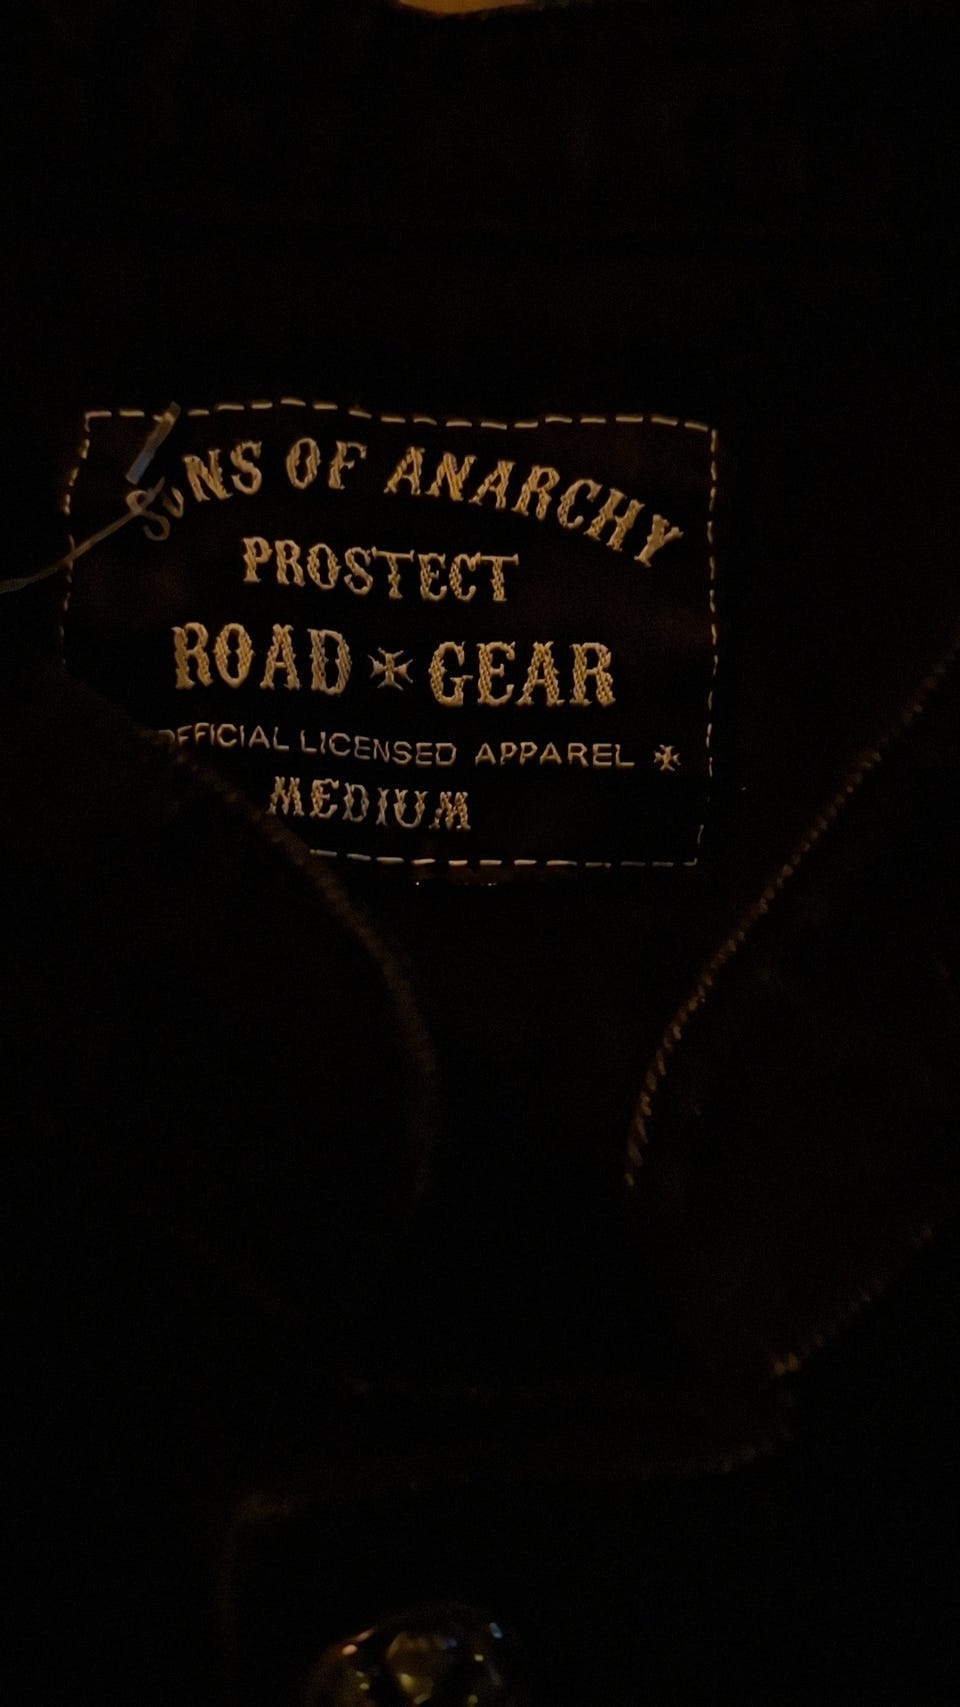 SONS OF ANARCHY
PROSTECT
ROAD GEAR
OFFICIAL LICENSED APPAREL
MEDIUM